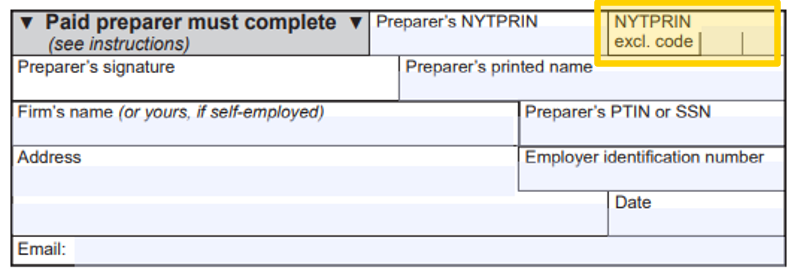 ▼ Paid preparer must complete ▼
(see instructions)
Preparer's NYTPRIN
NYTPRIN
excl. code
Preparer's signature
Preparer's printed name
Firm's name (or yours, if self-employed)
Preparer's PTIN or SSN
Address
Employer identification number
Date
Email: